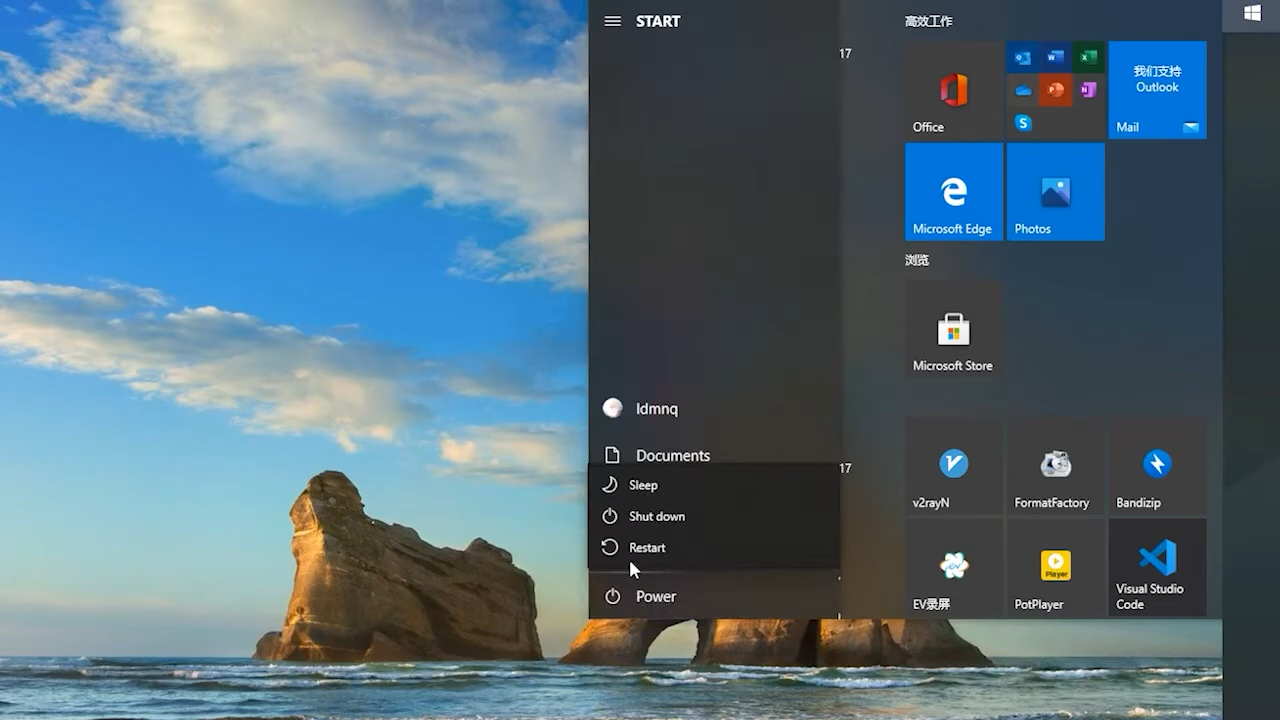 START
17
ldmnq
Documents
Sleep
Shut down
Restart
17
Power
高效工作
Office
我们支持
Outlook
Mail
Microsoft Edge
Photos
浏览
Microsoft Store
v2rayN
FormatFactory
Bandizip
EV录屏
Player
PotPlayer
Visual Studio
Code